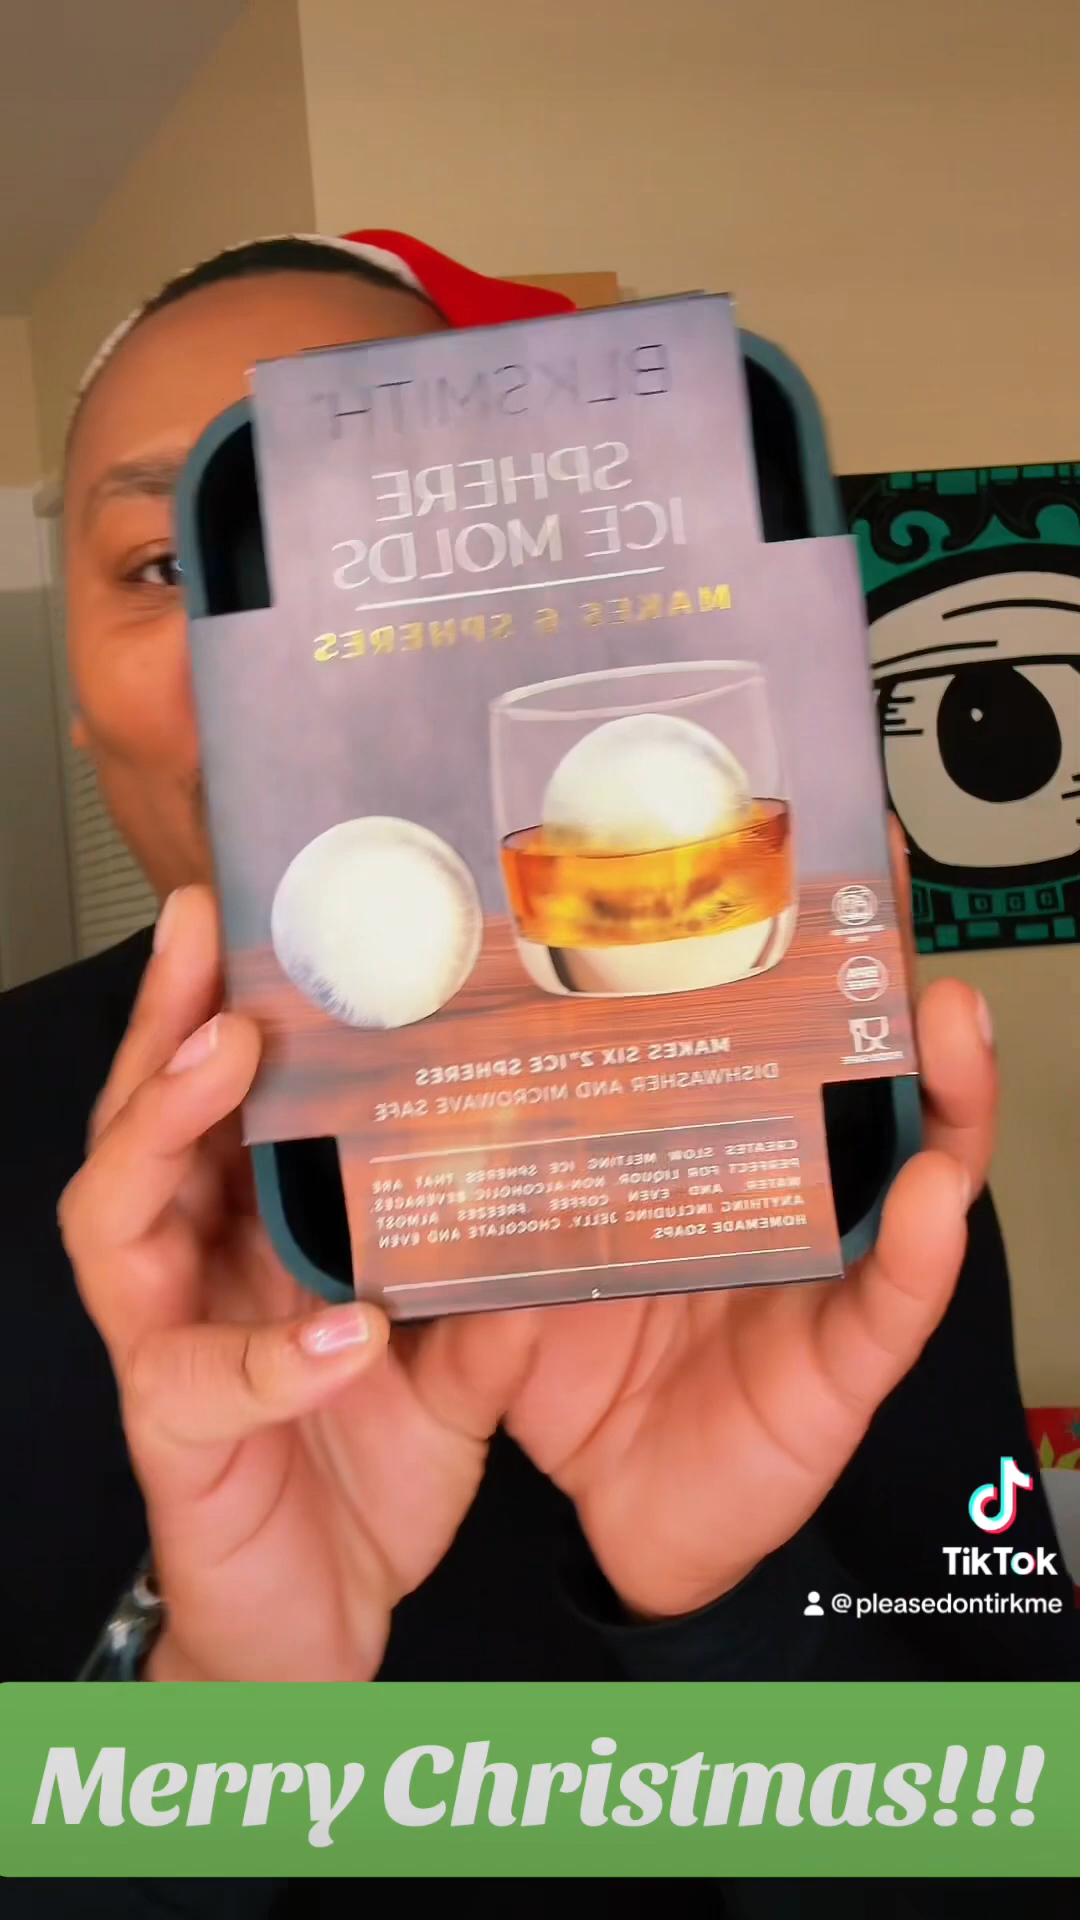 BLKSMITH
SPHERE
ICE MOLDS
MAKES 6 SPHERES
MAKES SIX 2" ICE SPHERES
DISHWASHER AND MICROWAVE SAFE
CREATES SLOW MELTING ICE SPHERES THAT ARE
PERFECT FOR LIQUOR, NON-ALCOHOLIC BEVERAGES,
WATER AND EVEN COFFEE. FREEZES ALMOST
ANYTHING INCLUDING JELLY, CHOCOLATE AND EVEN
HOMEMADE SOAPS.
TikTok
@pleasedontirkme
Merry Christmas!!!